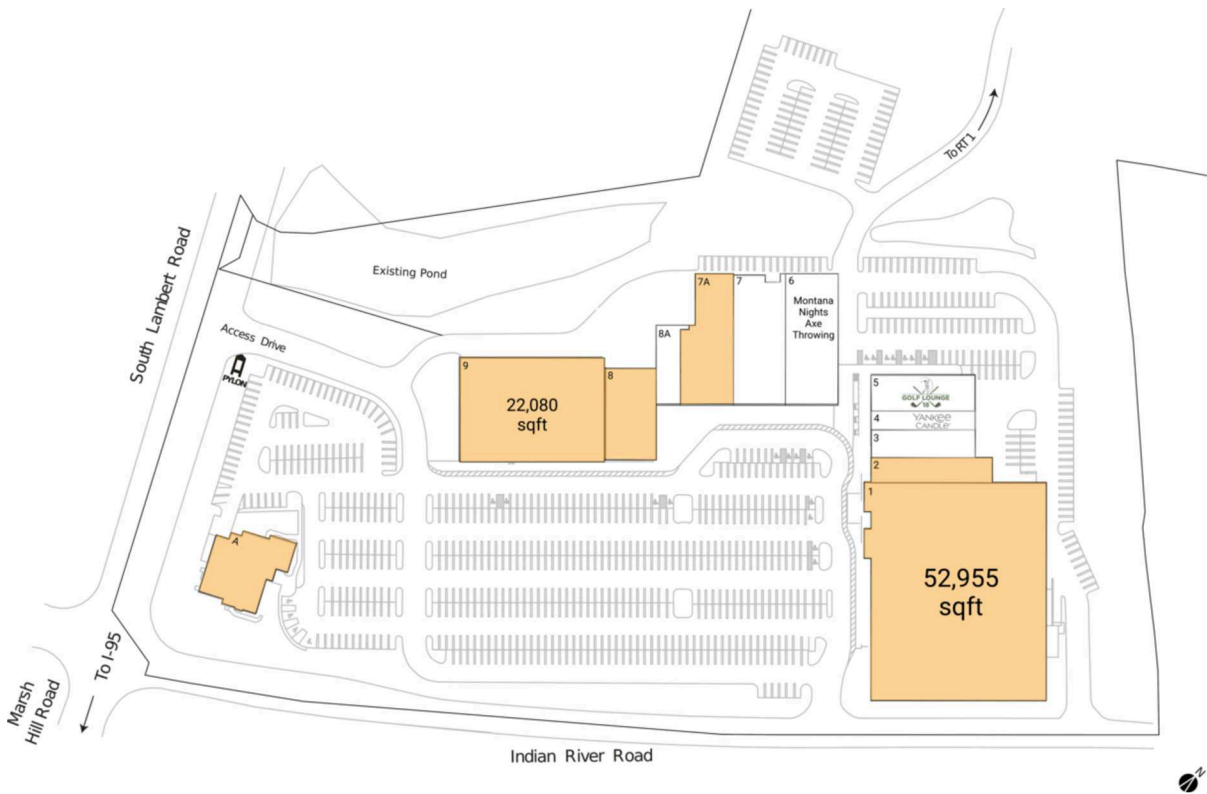 To RT 1
South Lambert Road
Existing Pond
Access Drive
PYLON
7A
7
6
Montana
Nights
Axe
Throwing
8A
9
22,080
sqft
8
5
GOLF LOUNGE
18
4
YANKEE
CANDLE
3
2
1
52,955
sqft
A
To I-95
Marsh
Hill Road
Indian River Road
N